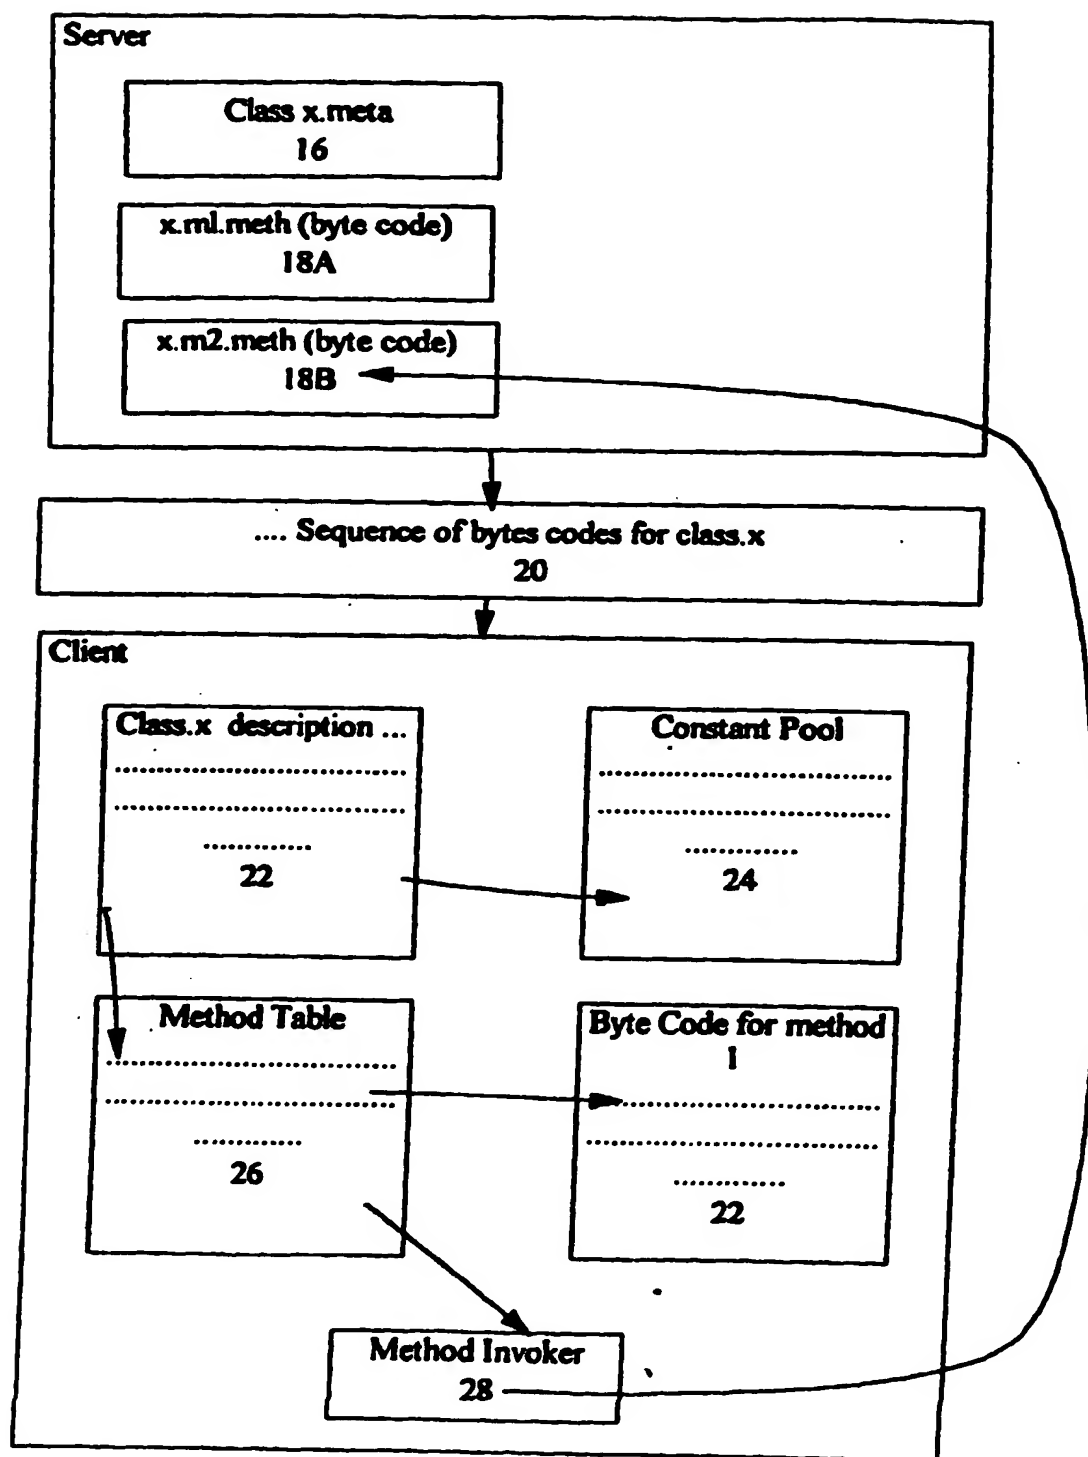 Server
Class x.meta
16
x.ml.meth (byte code)
18A
x.m2.meth (byte code)
18B
.... Sequence of bytes codes for class.x
20
Client
Class.x description ...
22
Constant Pool
24
Method Table
26
Byte Code for method
1
22
Method Invoker
28